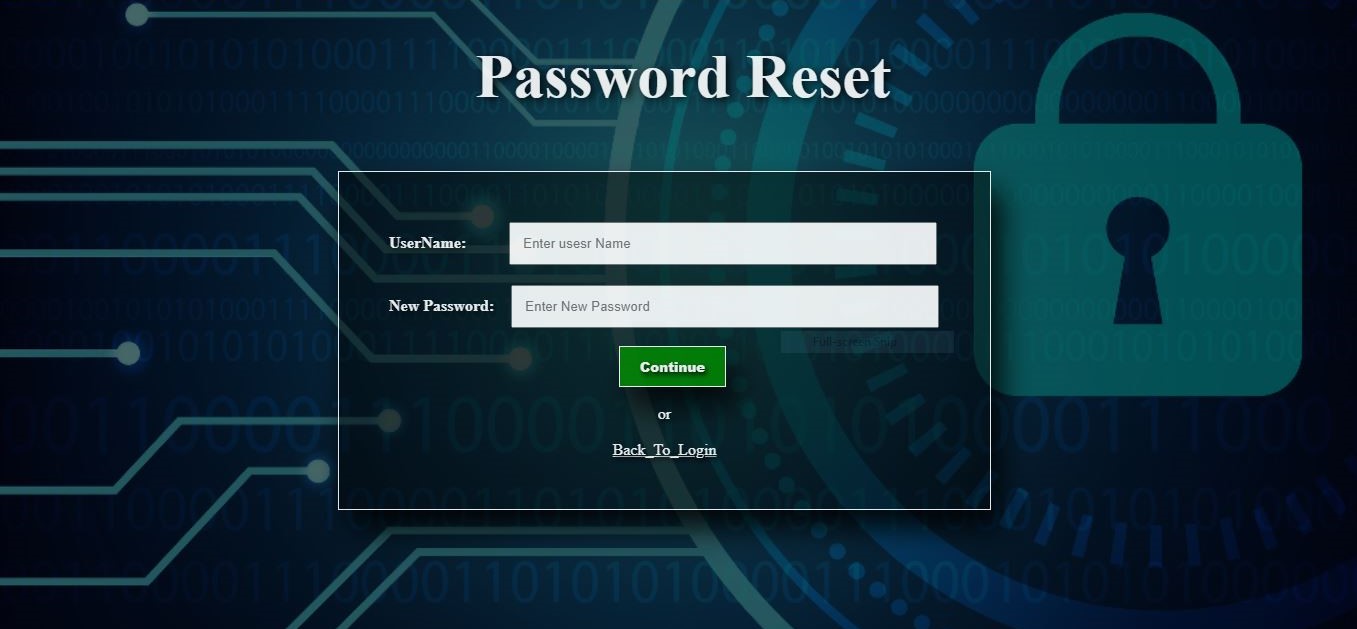 Password Reset
UserName: Enter usesr Name
New Password: Enter New Password
Full-screen Snip
Continue
or
Back_To_Login